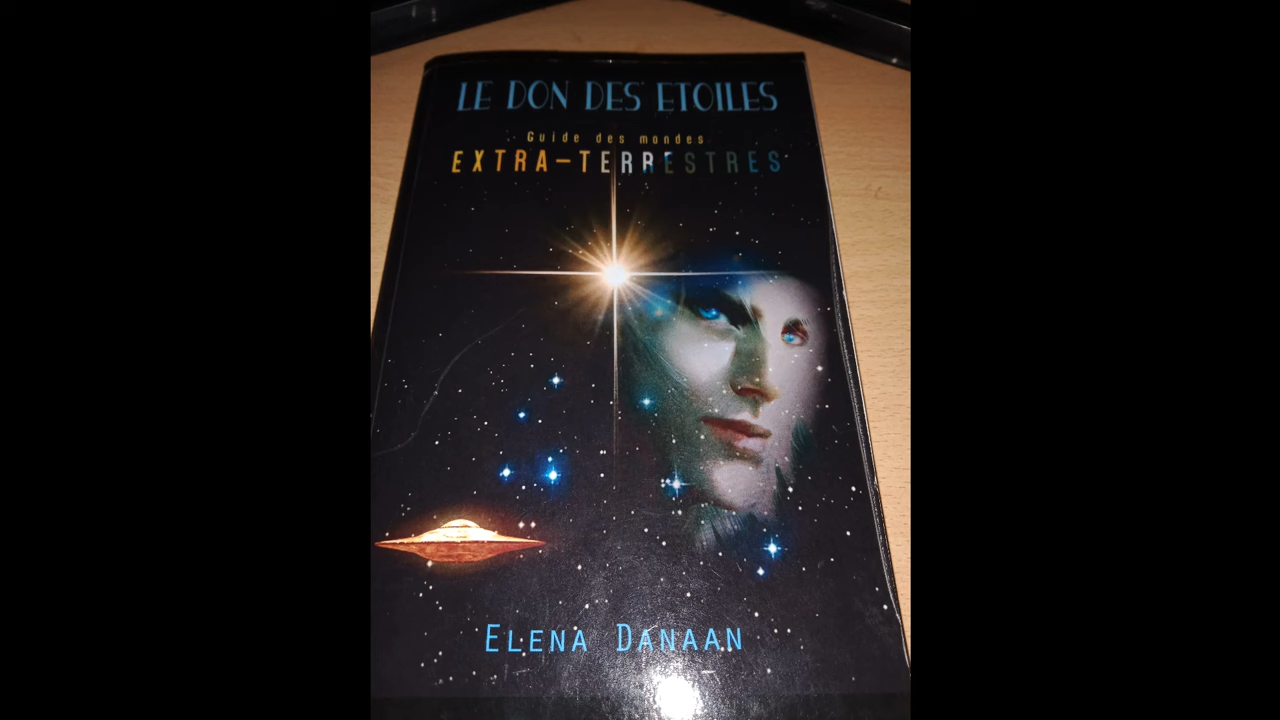 LE DON DES ETOILES
Guide des mondes
EXTRA-TERRESTRES
ELENA DANAAN